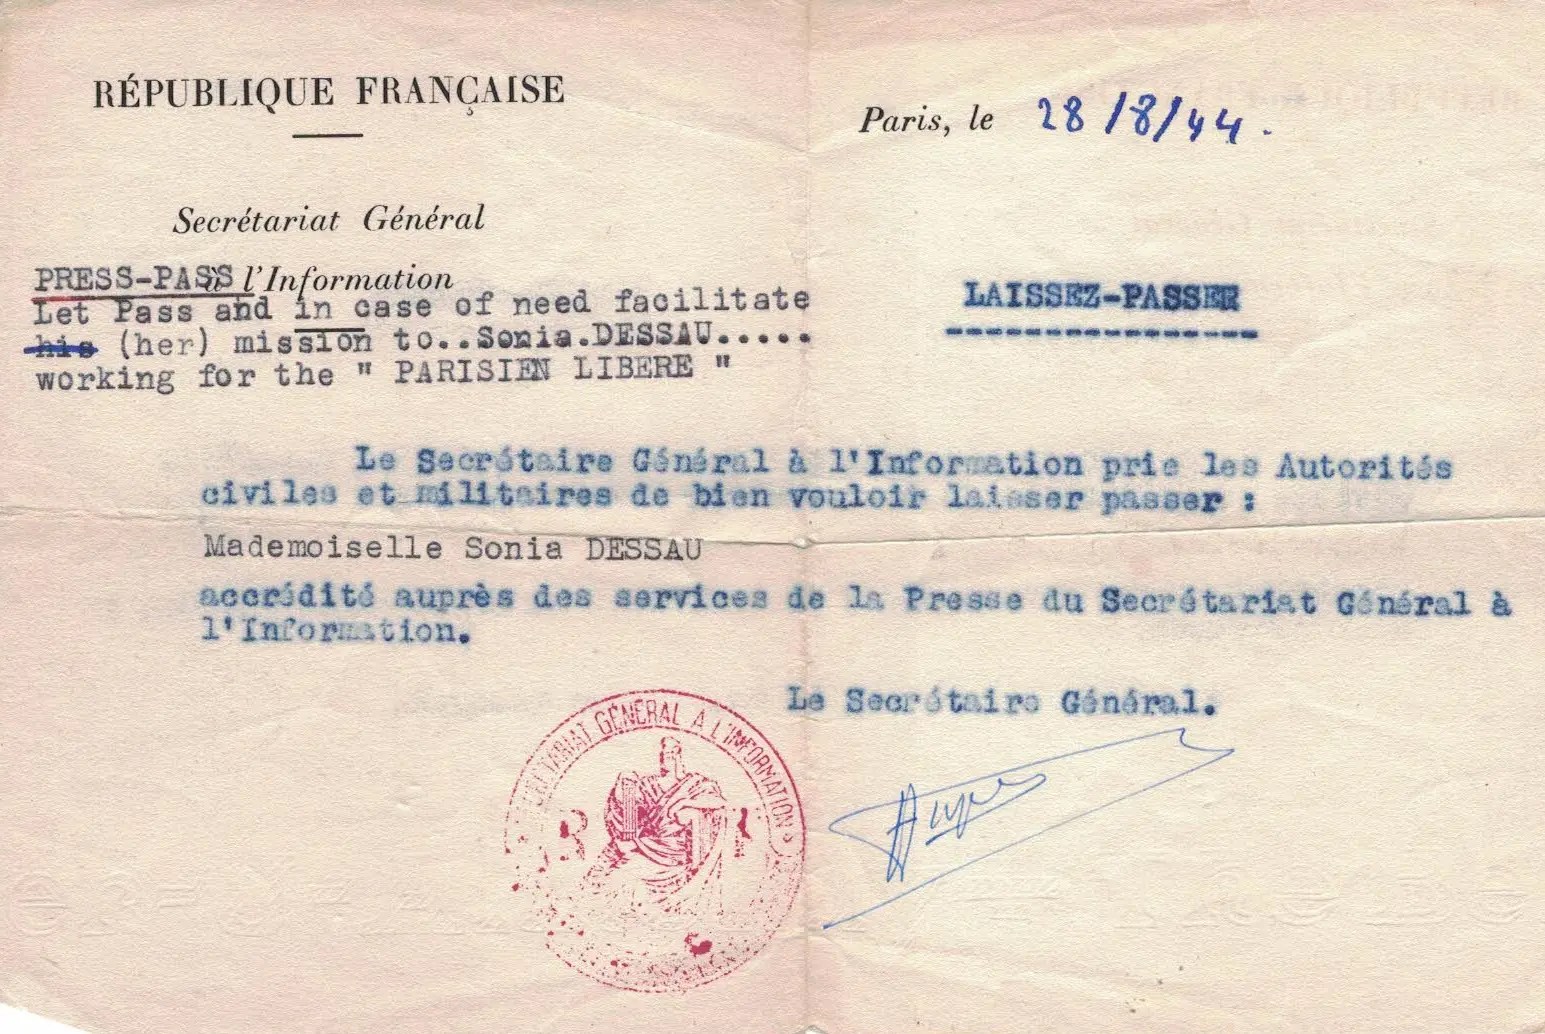 RÉPUBLIQUE FRANÇAISE
Paris, le 28/8/44.
Secrétariat Général
à l'Information
PRESS-PASS
Let Pass and in case of need facilitate
his (her) mission to..Sonia.DESSAU.....
working for the " PARISIEN LIBERE "
LAISSEZ-PASSER
Le Secrétaire Général à l'Information prie les Autorités
civiles et militaires de bien vouloir laisser passer :
Mademoiselle Sonia DESSAU
accrédité auprès des services de la Presse du Secrétariat Général à
l'Information.
Le Secrétaire Général.
SECRÉTARIAT GÉNÉRAL A L'INFORMATION